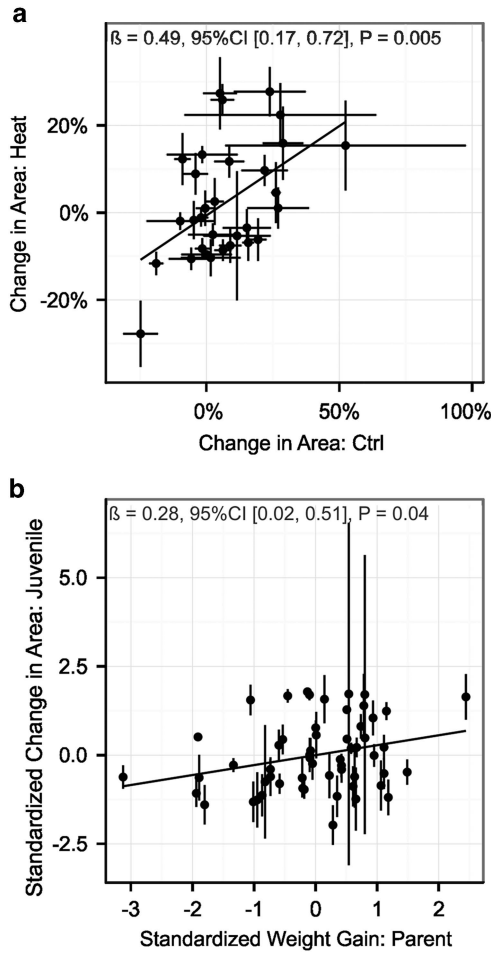 a
ß = 0.49, 95%CI [0.17, 0.72], P = 0.005
Change in Area: Heat
20%
0%
-20%
0% 50% 100%
Change in Area: Ctrl
b
ß = 0.28, 95%CI [0.02, 0.51], P = 0.04
Standardized Change in Area: Juvenile
5.0
2.5
0.0
-2.5
-3 -2 -1 0 1 2
Standardized Weight Gain: Parent